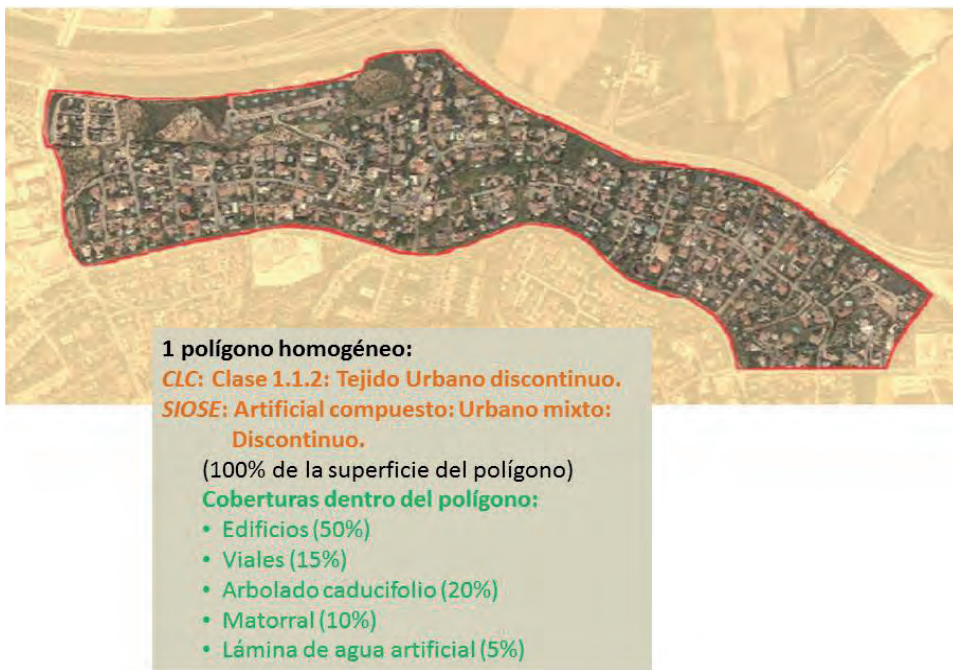 1 polígono homogéneo:
CLC: Clase 1.1.2: Tejido Urbano discontinuo.
SIOSE: Artificial compuesto: Urbano mixto:
Discontinuo.
(100% de la superficie del polígono)
Coberturas dentro del polígono:
• Edificios (50%)
• Viales (15%)
• Arbolado caducifolio (20%)
• Matorral (10%)
• Lámina de agua artificial (5%)